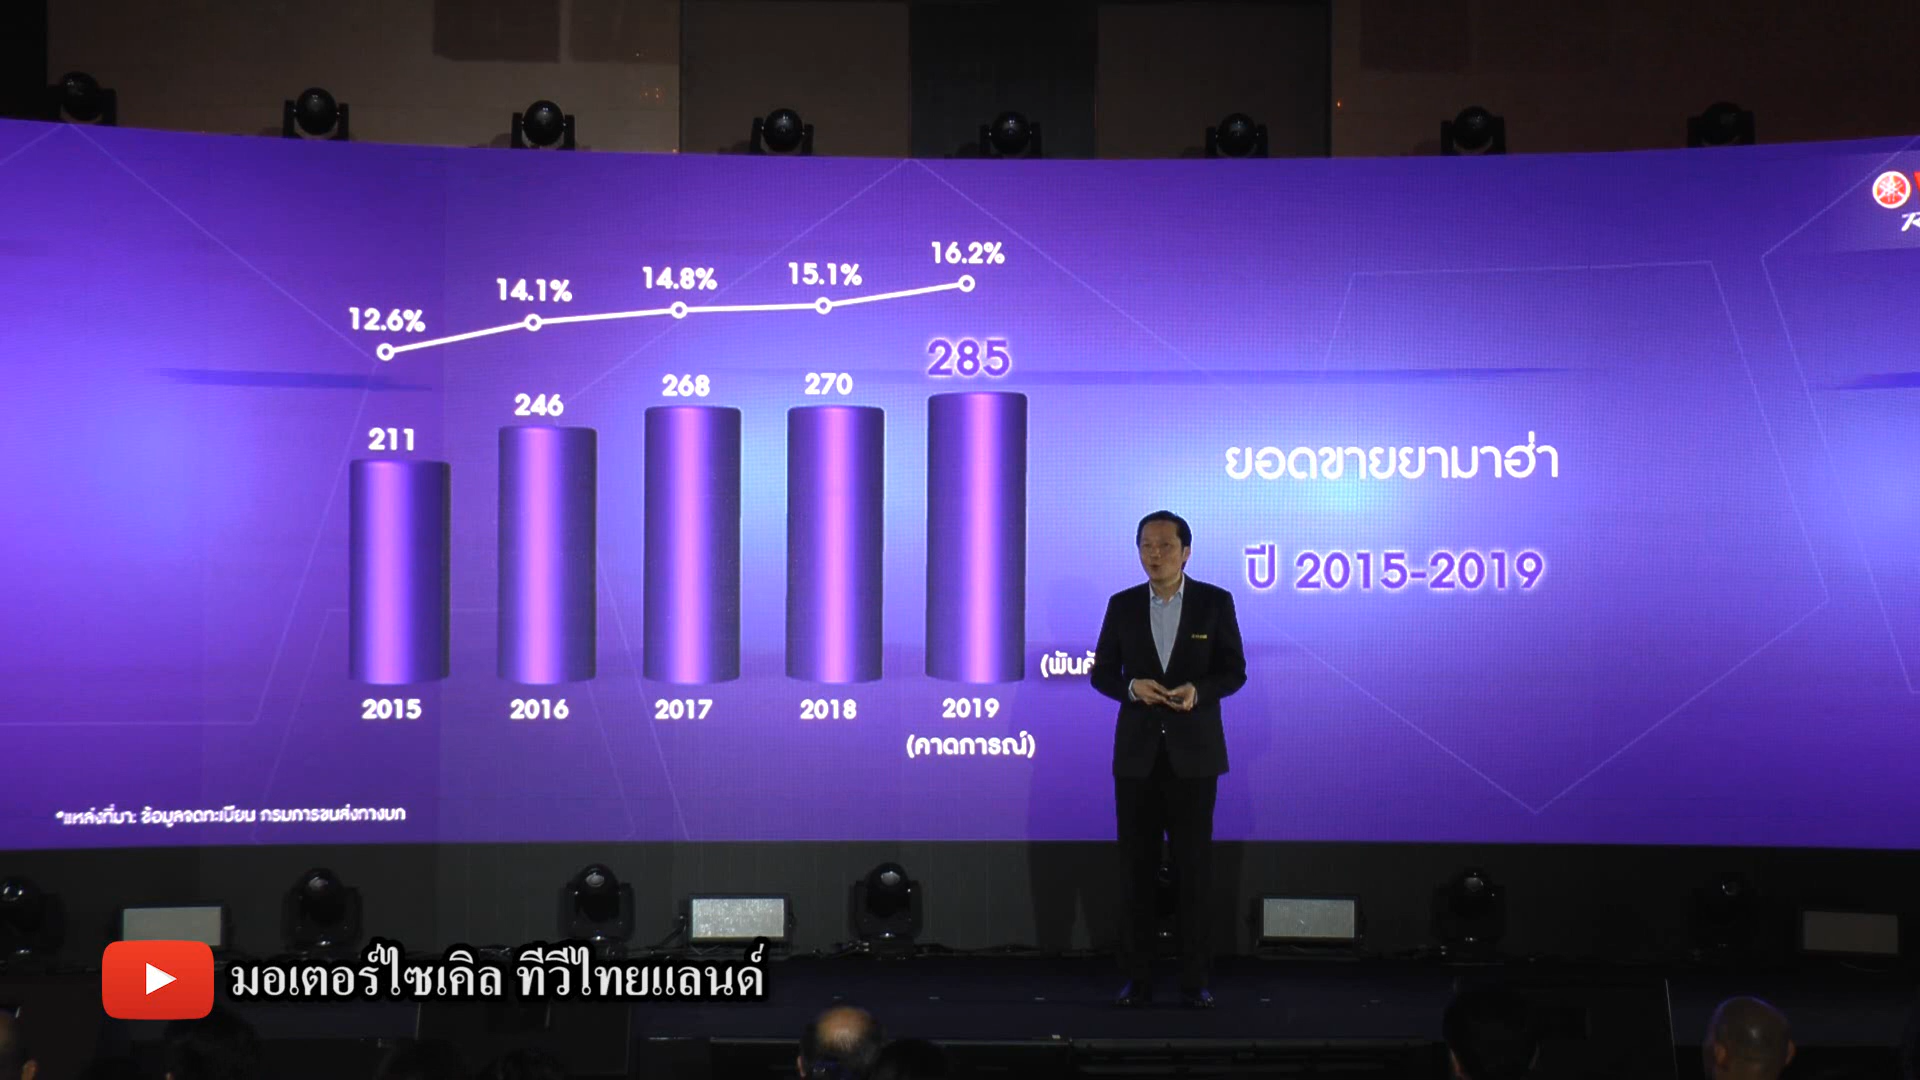 16.2%
15.1%
14.8%
14.1%
12.6%
285
270
268
246
211
ยอดขายยามาฮ่า
ปี 2015-2019
2015 2016 2017 2018 2019
(คาดการณ์)
*แหล่งที่มา: ข้อมูลจดทะเบียน กรมการขนส่งทางบก
มอเตอร์ไซเคิล ทีวีไทยแลนด์